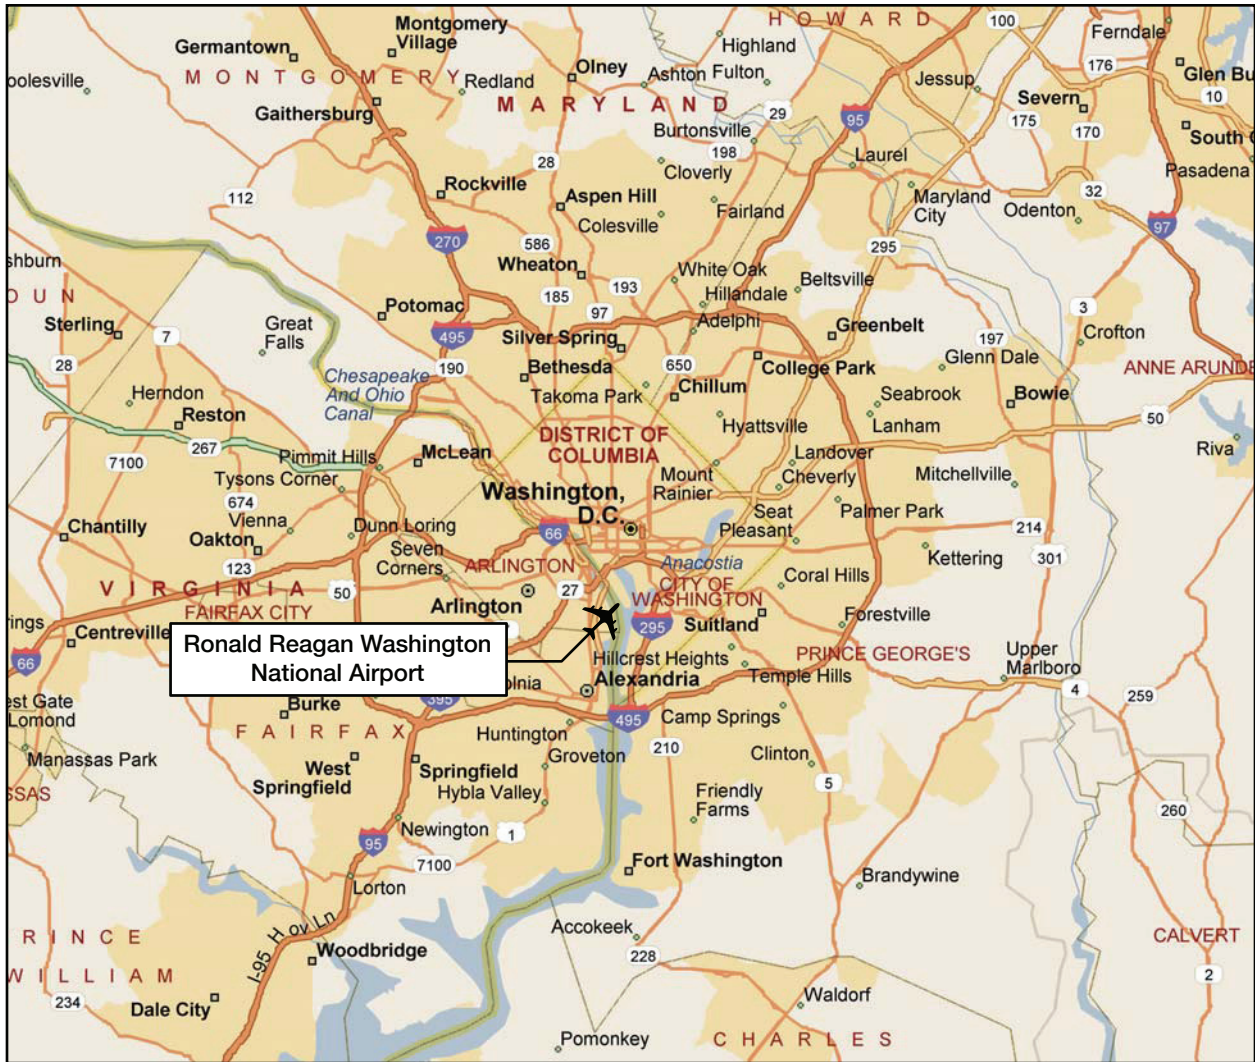 HOWARD
100
Ferndale
Montgomery
Village
Highland
Germantown
Olney
Ashton
Fulton
Jessup
176
Glen Bu
MONTGOMERY
Redland
oolesville
MARYLAND
Severn
10
Gaithersburg
29
95
175
170
South
Burtonsville
198
Laurel
Pasadena
28
Cloverly
Rockville
Aspen Hill
Maryland
City
32
112
Colesville
Fairland
Odenton
97
270
586
295
shburn
Wheaton
White Oak
Beltsville
OUN
185
193
Hillandale
Potomac
97
3
Sterling
Great
Falls
495
Silver Spring
Adelphi
Greenbelt
7
197
Crofton
28
190
650
Glenn Dale
Bethesda
College Park
ANNE ARUNDE
Chesapeake
And Ohio
Canal
Takoma Park
Chillum
Herndon
Seabrook
Bowie
Reston
Hyattsville
Lanham
50
DISTRICT OF
COLUMBIA
267
Riva
7100
Pimmit Hills
McLean
Landover
Mount
Rainier
Mitchellville
Tysons Corner
Cheverly
Washington,
D.C.
674
Seat
Pleasant
Palmer Park
Vienna
Dunn Loring
66
214
Chantilly
Oakton
Seven
Corners
Kettering
301
123
ARLINGTON
Anacostia
VIRGINIA
50
27
CITY OF
WASHINGTON
Coral Hills
FAIRFAX CITY
Arlington
rings
Centreville
295
Suitland
Forestville
Ronald Reagan Washington
National Airport
66
Hillcrest Heights
PRINCE GEORGE'S
Upper
Marlboro
Alexandria
Temple Hills
4
259
lnia
395
est Gate
Lomond
Burke
495
Camp Springs
FAIRFAX
Huntington
210
Manassas Park
Groveton
Clinton
West
Springfield
Springfield
5
SSAS
Hybla Valley
Friendly
Farms
260
Newington
1
95
7100
Fort Washington
Lorton
Brandywine
I-95 Hov Ln
Accokeek
RINCE
WILLIAM
Woodbridge
228
CALVERT
2
234
Dale City
Waldorf
Pomonkey
CHARLES